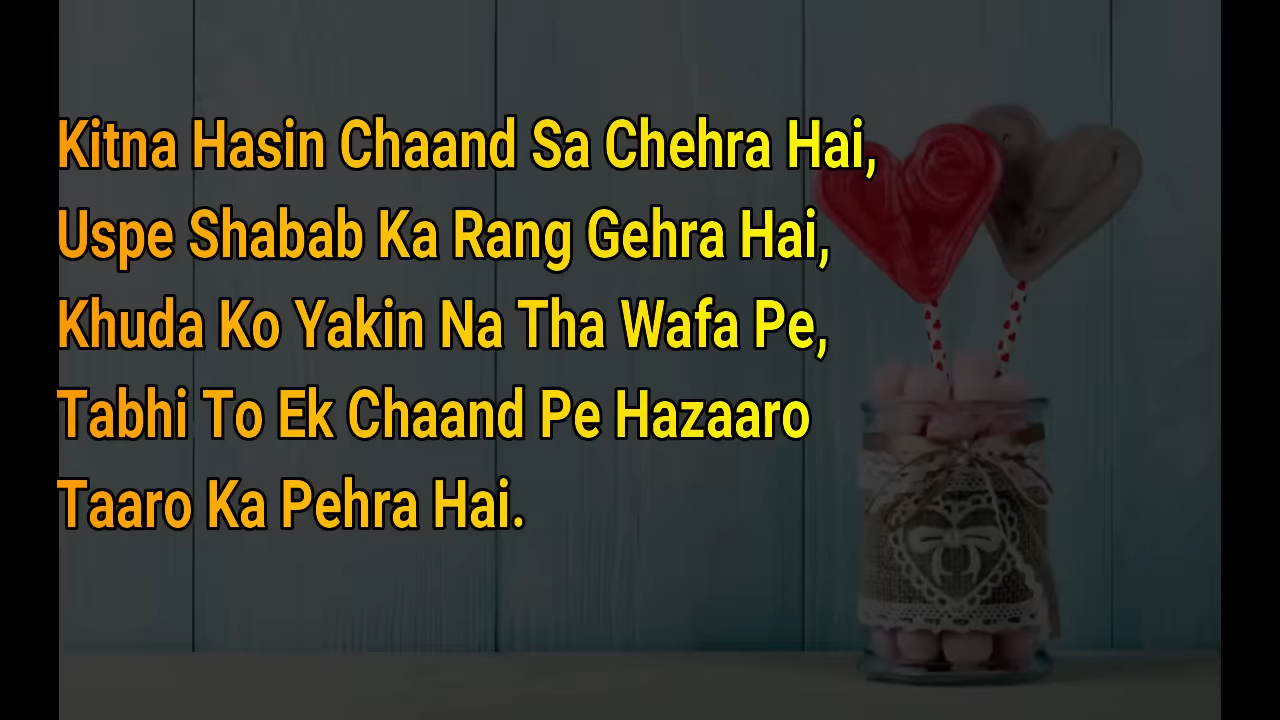 Kitna Hasin Chaand Sa Chehra Hai,
Uspe Shabab Ka Rang Gehra Hai,
Khuda Ko Yakin Na Tha Wafa Pe,
Tabhi To Ek Chaand Pe Hazaaro
Taaro Ka Pehra Hai.